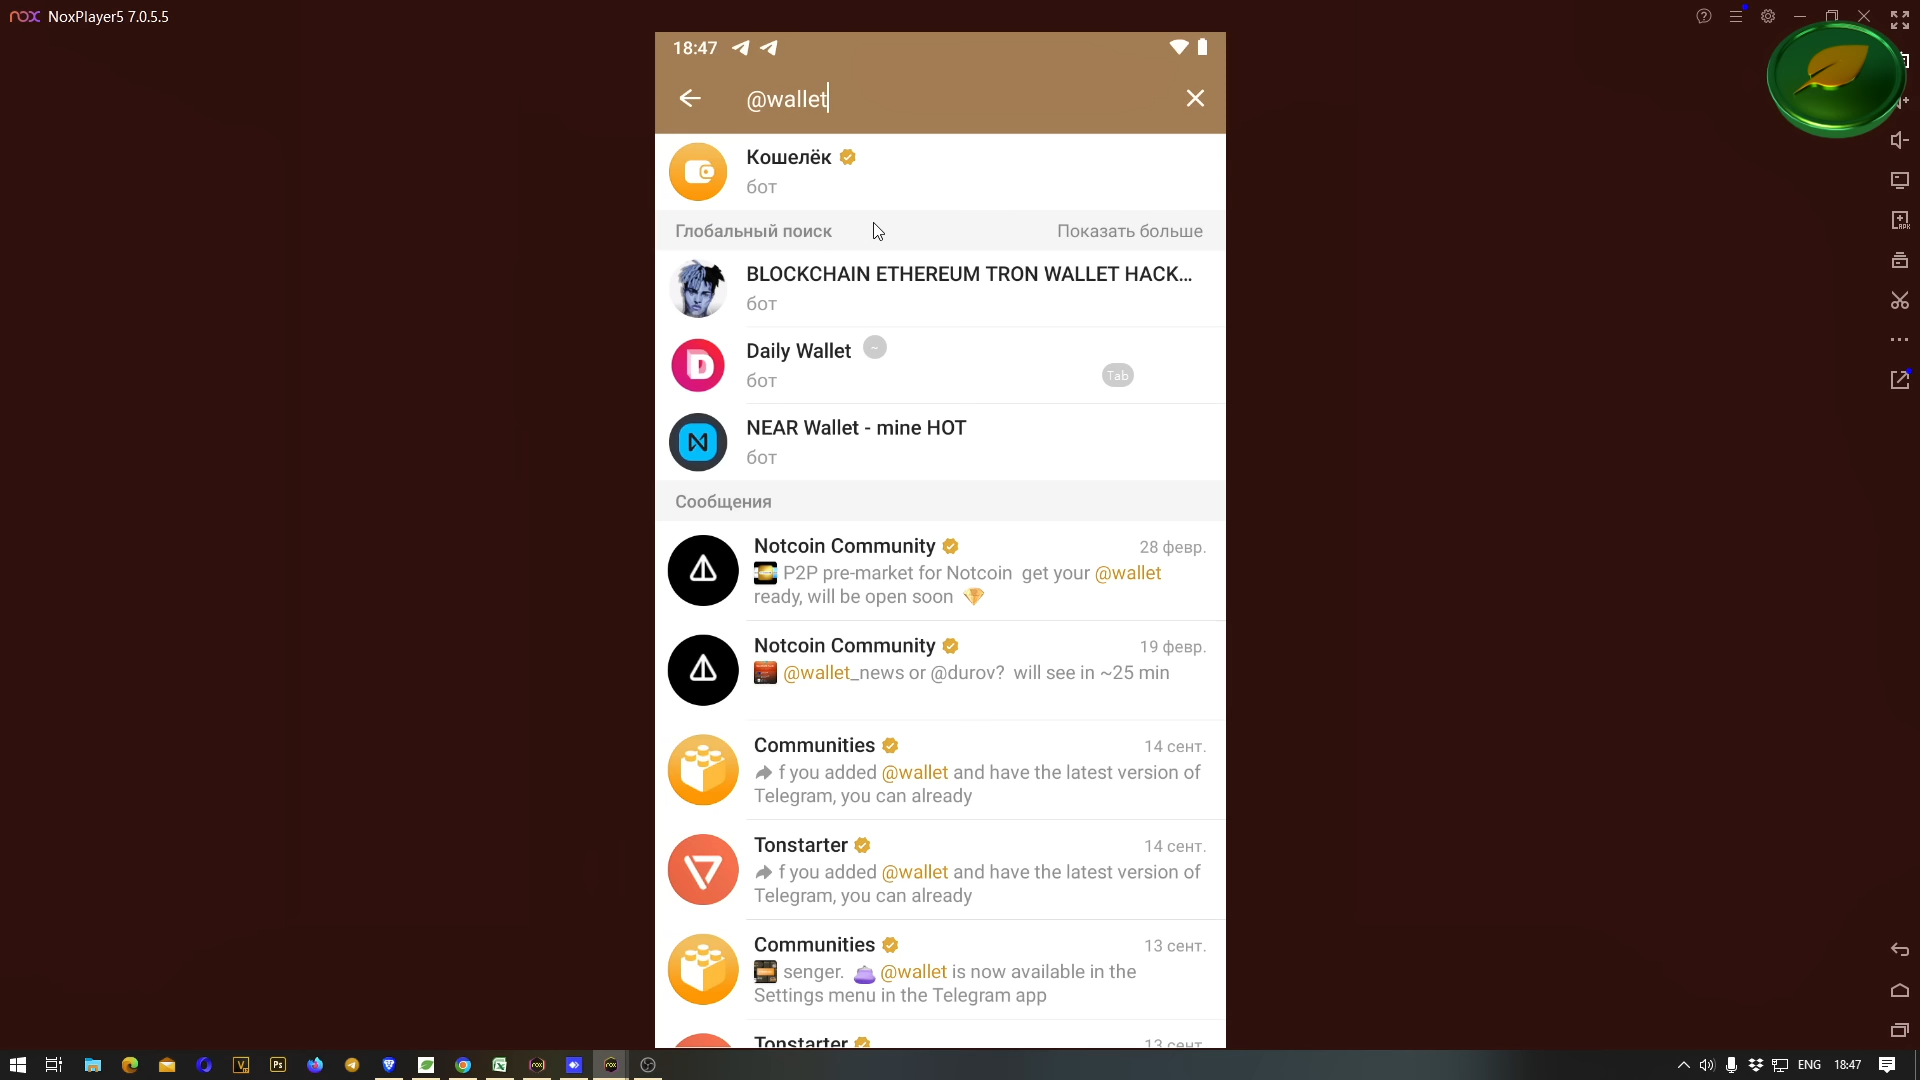 nox NoxPlayer5 7.0.5.5
18:47
@wallet
Кошелёк
бот
Глобальный поиск Показать больше
BLOCKCHAIN ETHEREUM TRON WALLET HACK...
бот
Daily Wallet ~
бот
Tab
NEAR Wallet - mine HOT
бот
Сообщения
Notcoin Community 28 февр.
P2P pre-market for Notcoin get your @wallet
ready, will be open soon
Notcoin Community 19 февр.
@wallet_news or @durov? will see in ~25 min
Communities 14 сент.
f you added @wallet and have the latest version of
Telegram, you can already
Tonstarter 14 сент.
f you added @wallet and have the latest version of
Telegram, you can already
Communities 13 сент.
senger. @wallet is now available in the
Settings menu in the Telegram app
Tonstarter 13 сент.
ENG 18:47